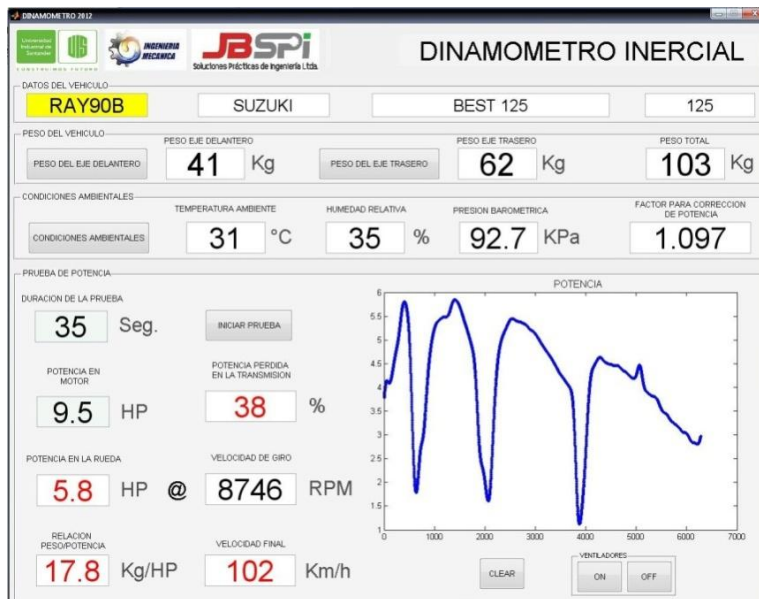 DINAMOMETRO 2012
Universidad
Industrial de
Santander
UIS
CONSTRUIMOS FUTURO
INGENIERIA
MECANICA
JBSPi
Soluciones Prácticas de Ingeniería Ltda.
DINAMOMETRO INERCIAL
DATOS DEL VEHICULO
RAY90B SUZUKI BEST 125 125
PESO DEL VEHICULO
PESO EJE DELANTERO PESO EJE TRASERO PESO TOTAL
PESO DEL EJE DELANTERO 41 Kg PESO DEL EJE TRASERO 62 Kg 103 Kg
CONDICIONES AMBIENTALES
TEMPERATURA AMBIENTE HUMEDAD RELATIVA PRESION BAROMETRICA FACTOR PARA CORRECCION
DE POTENCIA
CONDICIONES AMBIENTALES 31 °C 35 % 92.7 KPa 1.097
PRUEBA DE POTENCIA
DURACION DE LA PRUEBA
35 Seg. INICIAR PRUEBA
POTENCIA EN
MOTOR
9.5 HP
POTENCIA PERDIDA
EN LA TRANSMISION
38 %
POTENCIA EN LA RUEDA VELOCIDAD DE GIRO
5.8 HP @ 8746 RPM
RELACION
PESO/POTENCIA
17.8 Kg/HP
VELOCIDAD FINAL
102 Km/h
POTENCIA
6
5.5
5
4.5
4
3.5
3
2.5
2
1.5
1
0 1000 2000 3000 4000 5000 6000 7000
CLEAR
VENTILADORES
ON OFF